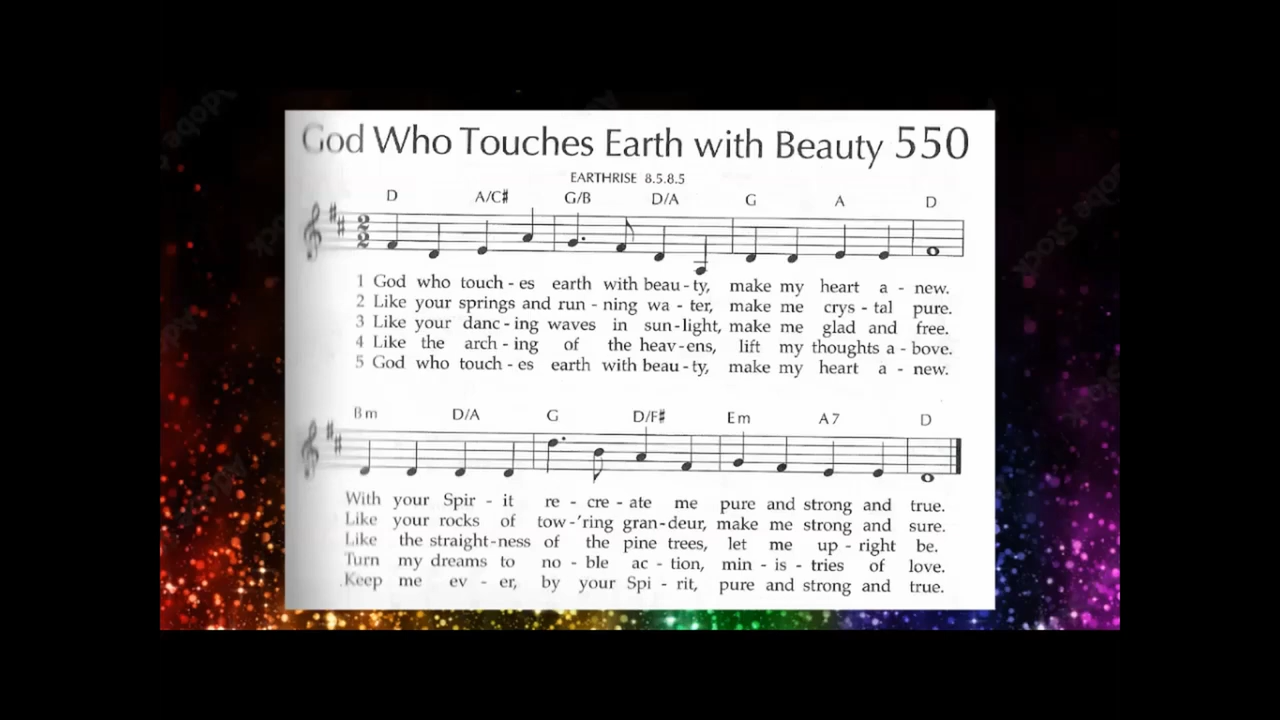 God Who Touches Earth with Beauty 550
EARTHRISE 8.5.8.5
D A/C♯ G/B D/A G A D
1 God who touch - es earth with beau - ty, make my heart a - new.
2 Like your springs and run - ning wa - ter, make me crys - tal pure.
3 Like your danc - ing waves in sun - light, make me glad and free.
4 Like the arch - ing of the heav - ens, lift my thoughts a - bove.
5 God who touch - es earth with beau - ty, make my heart a - new.
Bm D/A G D/F♯ Em A7 D
With your Spir - it re - cre - ate me pure and strong and true.
Like your rocks of tow - 'ring gran - deur, make me strong and sure.
Like the straight - ness of the pine trees, let me up - right be.
Turn my dreams to no - ble ac - tion, min - is - tries of love.
Keep me ev - er, by your Spi - rit, pure and strong and true.